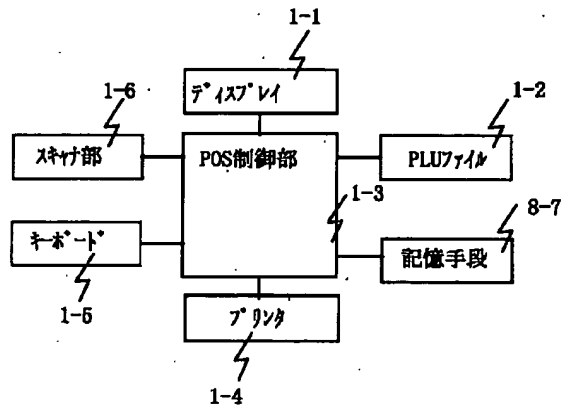 1-1
1-6
ﾃﾞｨｽﾌﾟﾚｲ
1-2
ｽｷｬﾅ部
POS制御部
PLUﾌｧｲﾙ
1-3
8-7
ｷｰﾎﾞｰﾄﾞ
記憶手段
1-5
ﾌﾟﾘﾝﾀ
1-4